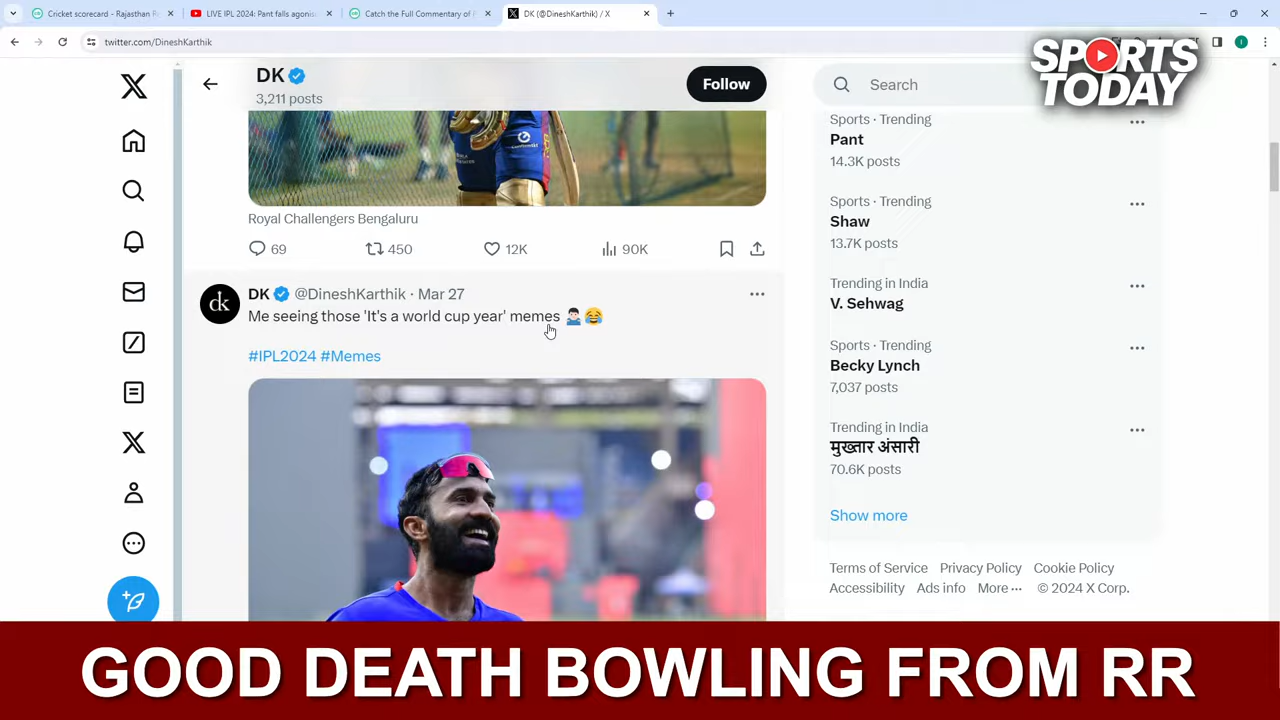 Cricket scorecard - Rajasthan R
LIVE IPL 2024: Pant falls agonis
Catch the Full Commentary of
DK (@DineshKarthik) / X
twitter.com/DineshKarthik
SPORTS
TODAY
DK
3,211 posts
Follow
Search
Sports · Trending
Pant
14.3K posts
Royal Challengers Bengaluru
69 450 12K 90K
Sports · Trending
Shaw
13.7K posts
DK @DineshKarthik · Mar 27
Me seeing those 'It's a world cup year' memes 🤷🏻‍♂️😂
#IPL2024 #Memes
dk
Trending in India
V. Sehwag
Sports · Trending
Becky Lynch
7,037 posts
Trending in India
मुख्तार अंसारी
70.6K posts
Show more
Terms of Service Privacy Policy Cookie Policy
Accessibility Ads info More ··· © 2024 X Corp.
GOOD DEATH BOWLING FROM RR